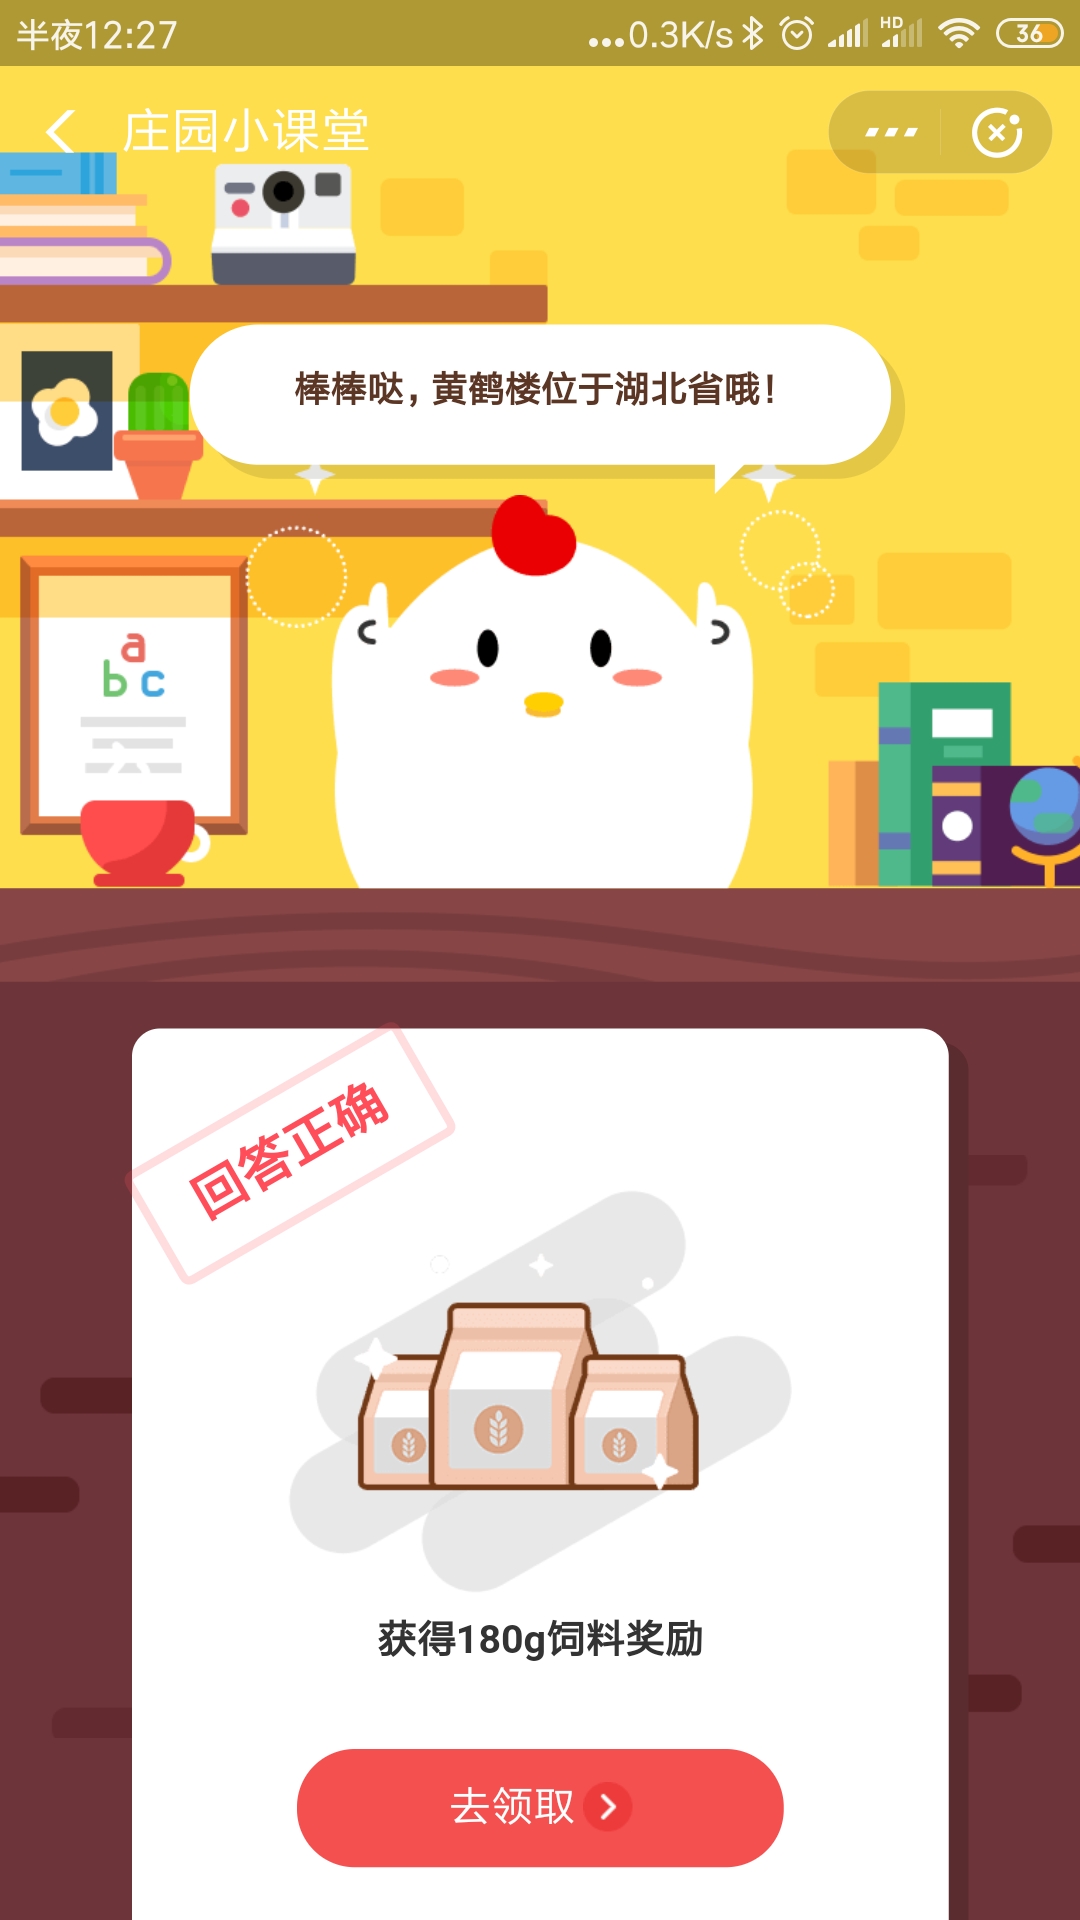 半夜12:27
...0.3K/s
HD
36
庄园小课堂
棒棒哒，黄鹤楼位于湖北省哦！
a
b c
回答正确
获得180g饲料奖励
去领取